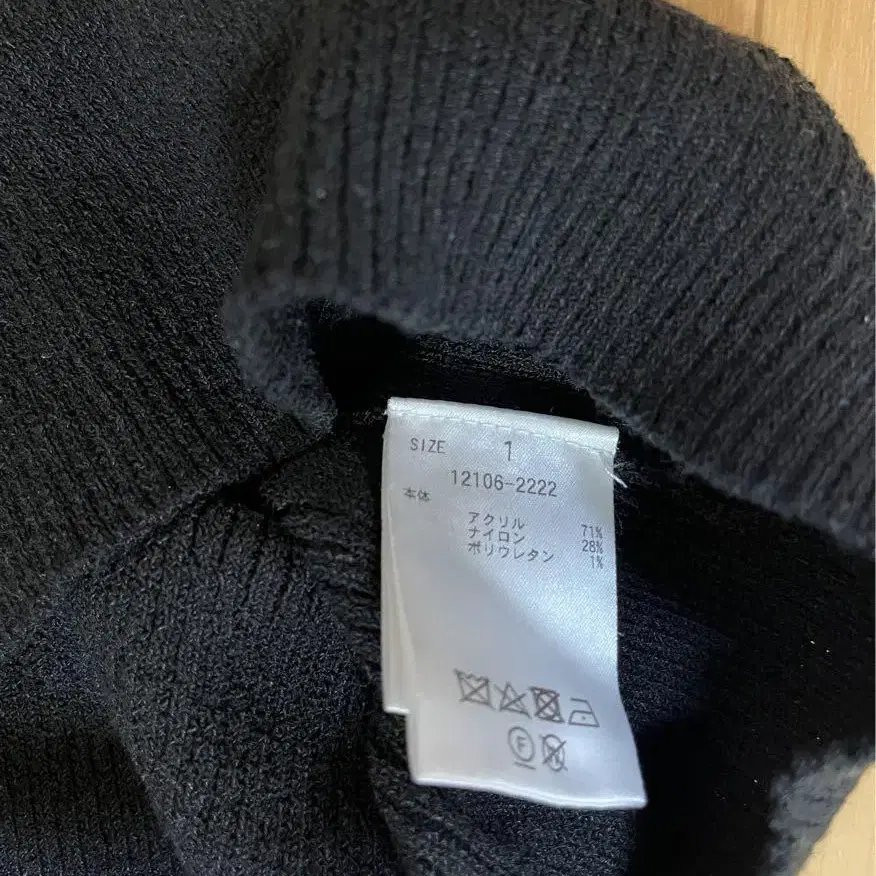 SIZE 1
12106-2222
本体
アクリル 71%
ナイロン 28%
ポリウレタン 1%
F
W